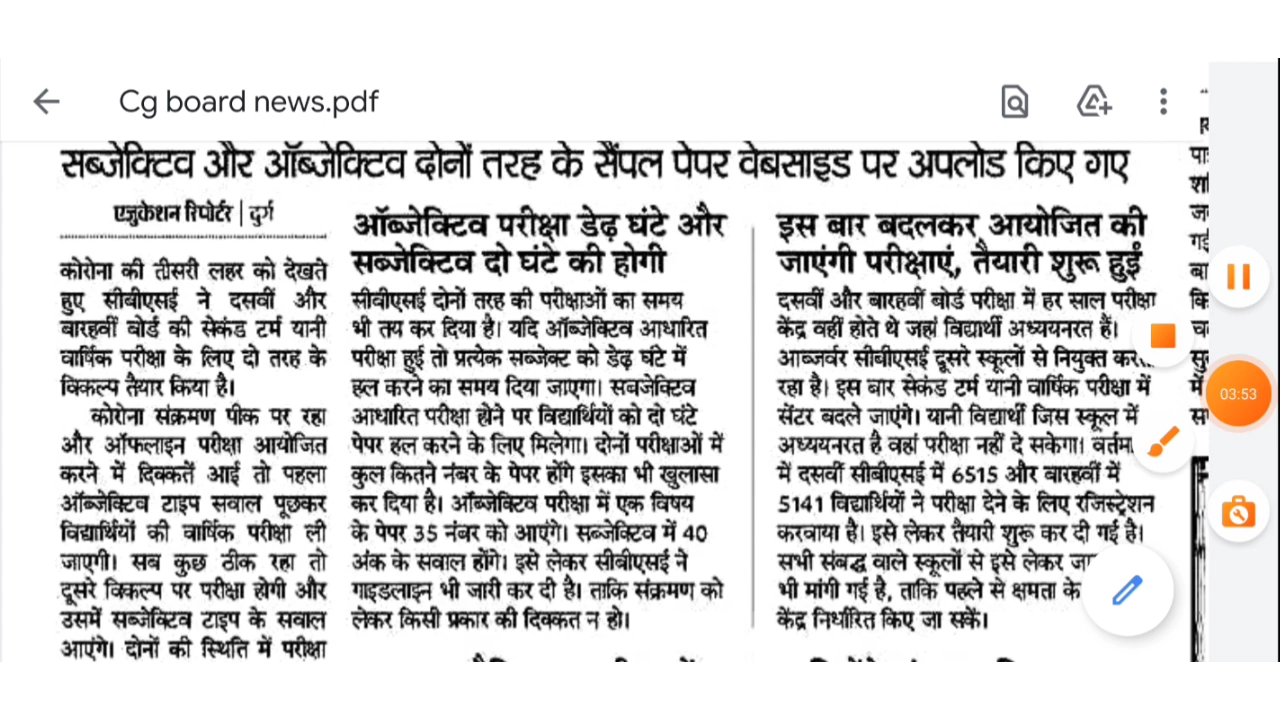 Cg board news.pdf
सब्जेक्टिव और ऑब्जेक्टिव दोनों तरह के सैंपल पेपर वेबसाइड पर अपलोड किए गए
एजुकेशन रिपोर्टर | दुर्ग
कोरोना की तीसरी लहर को देखते
हुए सीबीएसई ने दसवीं और
बारहवीं बोर्ड की सेकंड टर्म यानी
वार्षिक परीक्षा के लिए दो तरह के
विकल्प तैयार किया है।
कोरोना संक्रमण पीक पर रहा
और ऑफलाइन परीक्षा आयोजित
करने में दिक्कतें आई तो पहला
ऑब्जेक्टिव टाइप सवाल पूछकर
विद्यार्थियों की वार्षिक परीक्षा ली
जाएगी। सब कुछ ठीक रहा तो
दूसरे विकल्प पर परीक्षा होगी और
उसमें सब्जेक्टिव टाइप के सवाल
आएंगे। दोनों की स्थिति में परीक्षा
ऑब्जेक्टिव परीक्षा डेढ़ घंटे और
सब्जेक्टिव दो घंटे की होगी
सीबीएसई दोनों तरह की परीक्षाओं का समय
भी तय कर दिया है। यदि ऑब्जेक्टिव आधारित
परीक्षा हुई तो प्रत्येक सब्जेक्ट को डेढ़ घंटे में
हल करने का समय दिया जाएगा। सबजेक्टिव
आधारित परीक्षा होने पर विद्यार्थियों को दो घंटे
पेपर हल करने के लिए मिलेगा। दोनों परीक्षाओं में
कुल कितने नंबर के पेपर होंगे इसका भी खुलासा
कर दिया है। ऑब्जेक्टिव परीक्षा में एक विषय
के पेपर 35 नंबर को आएंगे। सब्जेक्टिव में 40
अंक के सवाल होंगे। इसे लेकर सीबीएसई ने
गाइडलाइन भी जारी कर दी है। ताकि संक्रमण को
लेकर किसी प्रकार की दिक्कत न हो।
इस बार बदलकर आयोजित की
जाएंगी परीक्षाएं, तैयारी शुरू हुई
दसवीं और बारहवीं बोर्ड परीक्षा में हर साल परीक्षा
केंद्र वहीं होते थे जहां विद्यार्थी अध्ययनरत हैं।
आब्जर्वर सीबीएसई दूसरे स्कूलों से नियुक्त कर
रहा है। इस बार सेकंड टर्म यानी वार्षिक परीक्षा में
सेंटर बदले जाएंगे। यानी विद्यार्थी जिस स्कूल में
अध्ययनरत है वहां परीक्षा नहीं दे सकेगा। वर्तमा
में दसवीं सीबीएसई में 6515 और बारहवीं में
5141 विद्यार्थियों ने परीक्षा देने के लिए रजिस्ट्रेशन
करवाया है। इसे लेकर तैयारी शुरू कर दी गई है।
सभी संबद्ध वाले स्कूलों से इसे लेकर जा
भी मांगी गई है, ताकि पहले से क्षमता के
केंद्र निर्धारित किए जा सकें।
03:53